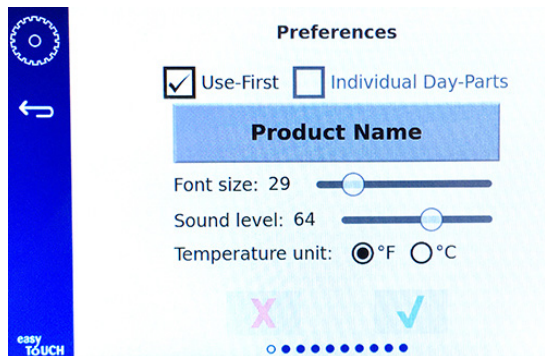 Preferences
Use-First Individual Day-Parts
Product Name
Font size: 29
Sound level: 64
Temperature unit: °F °C
X
easy
TOUCH